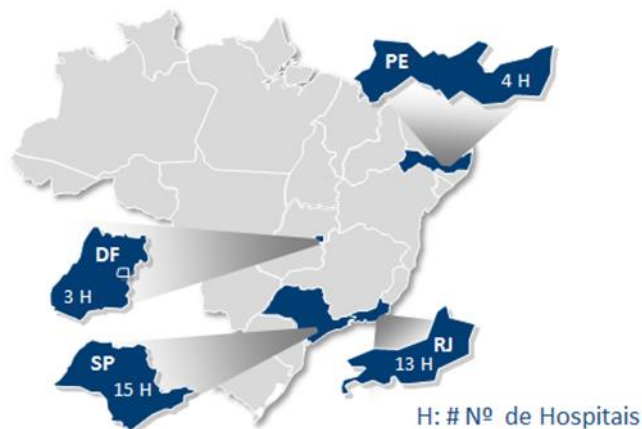 PE
4 H
DF
3 H
SP
15 H
RJ
13 H
H: # Nº de Hospitais